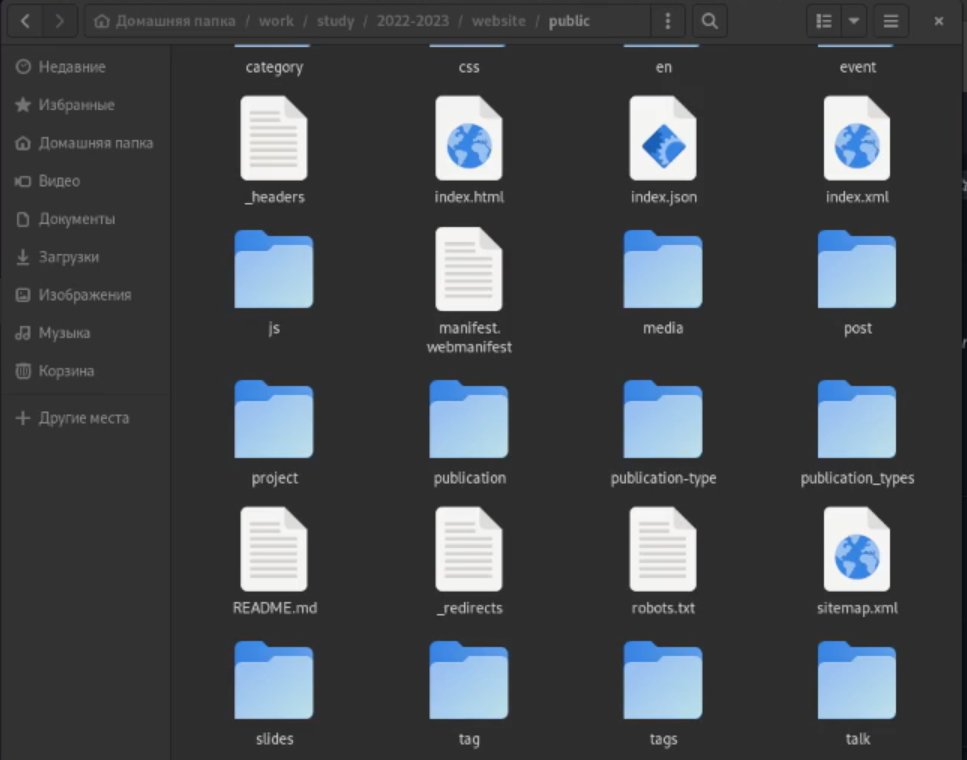 Домашняя папка / work / study / 2022-2023 / website / public
Недавние
Избранные
Домашняя папка
Видео
Документы
Загрузки
Изображения
Музыка
Корзина
Другие места
category css en event
_headers index.html index.json index.xml
js manifest. media post
webmanifest
project publication publication-type publication_types
README.md _redirects robots.txt sitemap.xml
slides tag tags talk